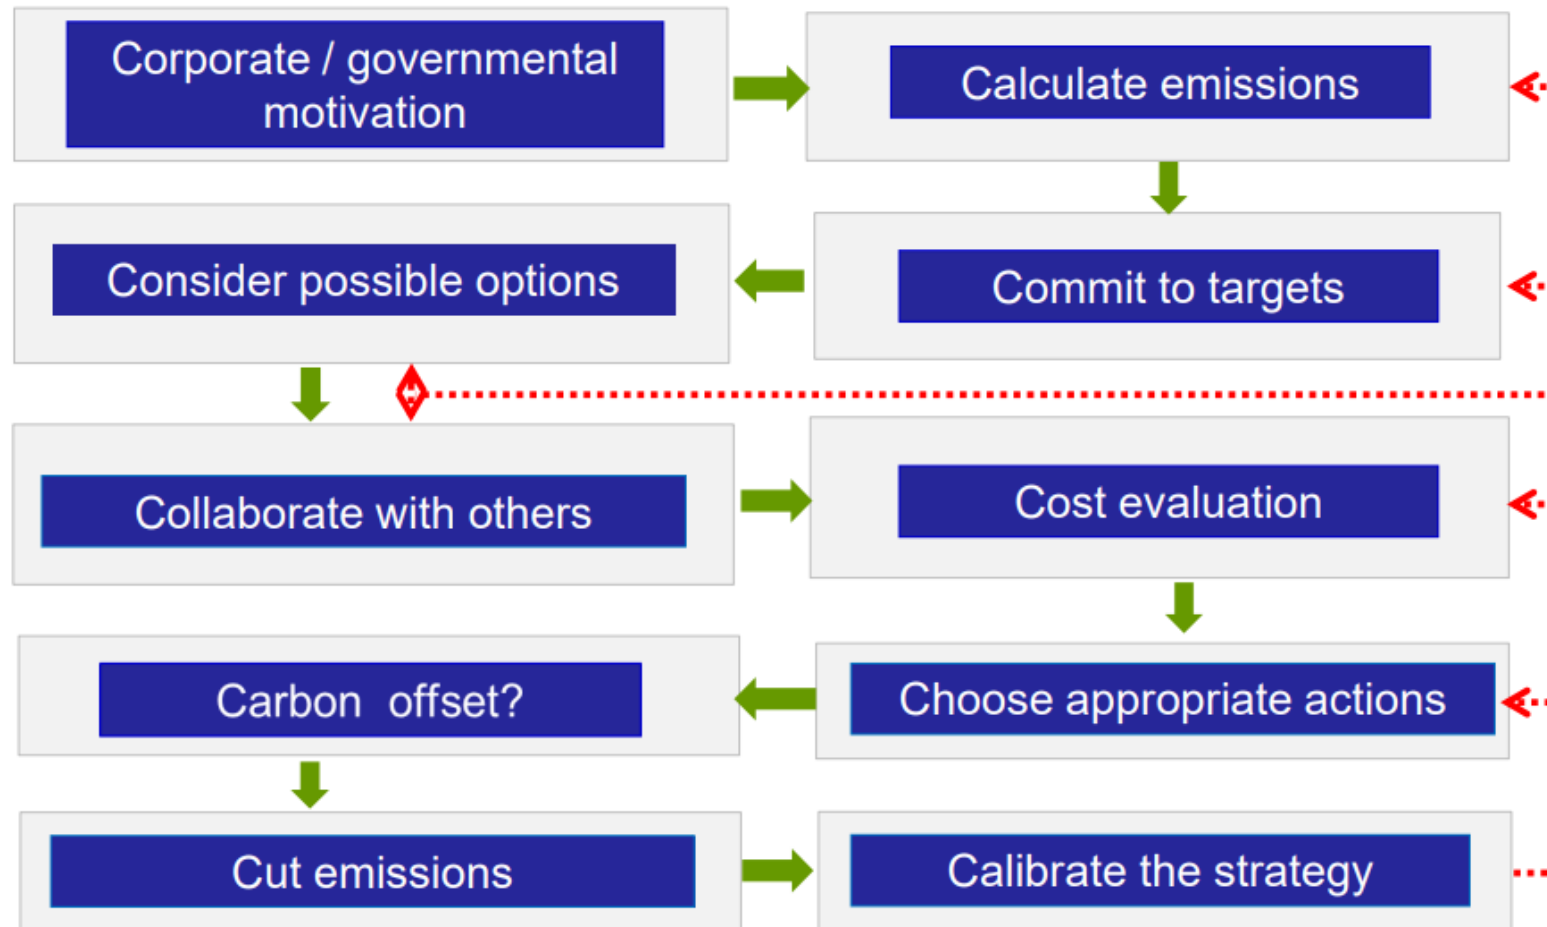 Corporate / governmental
motivation
Calculate emissions
Consider possible options
Commit to targets
Collaborate with others
Cost evaluation
Carbon offset?
Choose appropriate actions
Cut emissions
Calibrate the strategy